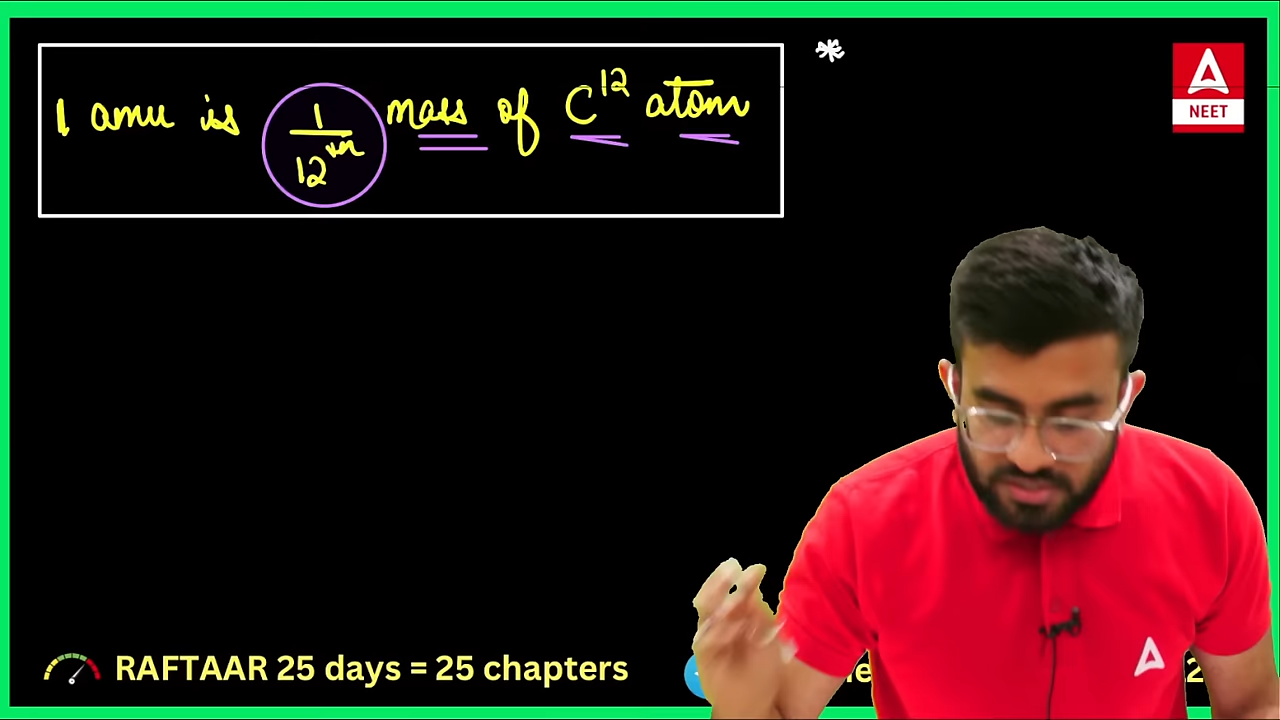 1 amu is 1/12th mass of C12 atom
*
NEET
RAFTAAR 25 days = 25 chapters